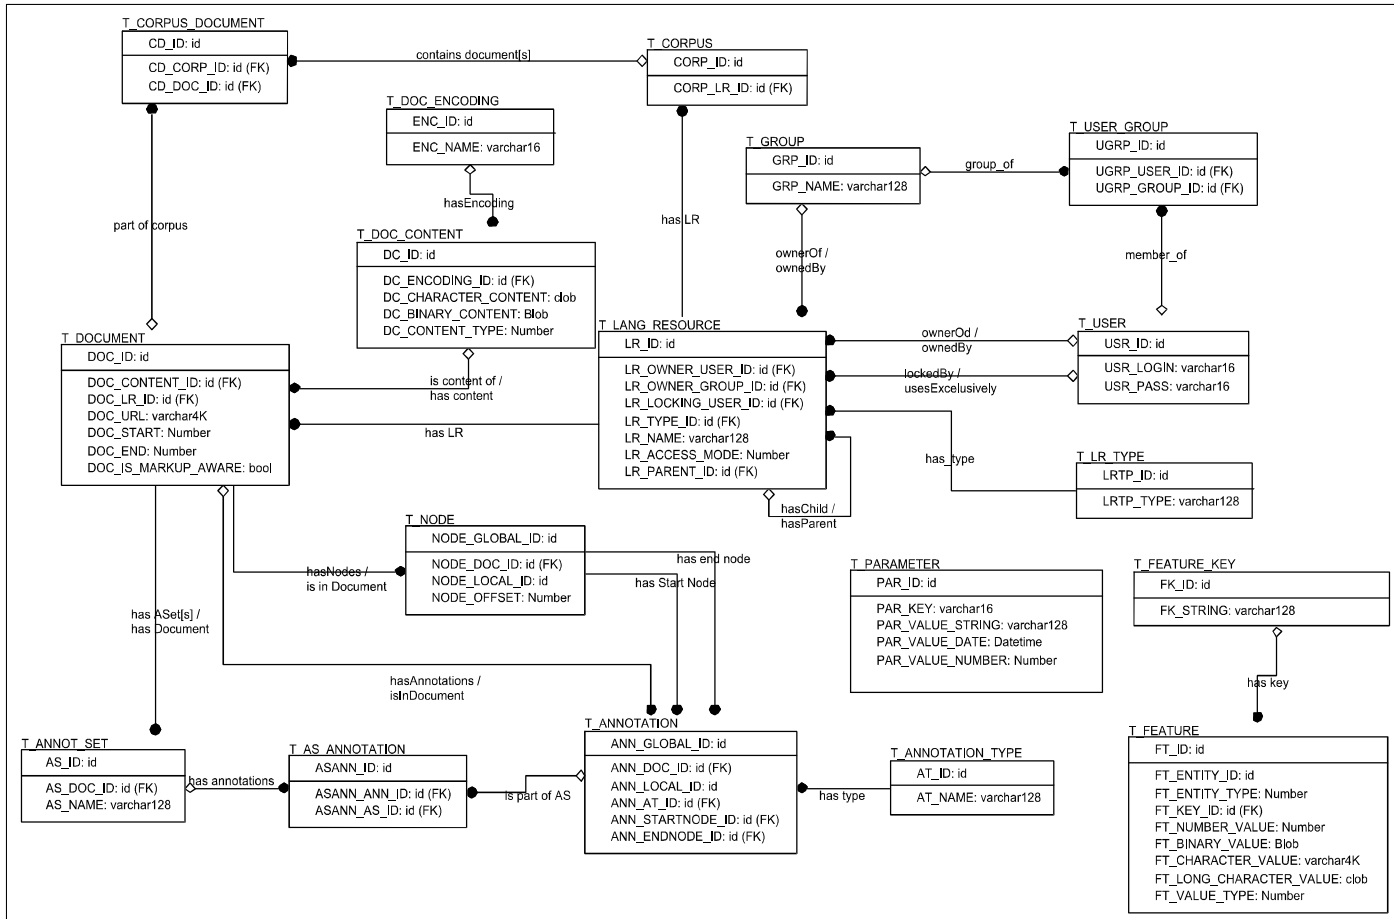 T_CORPUS_DOCUMENT
CD_ID: id
CD_CORP_ID: id (FK)
CD_DOC_ID: id (FK)
contains document[s]
T_CORPUS
CORP_ID: id
CORP_LR_ID: id (FK)
T_DOC_ENCODING
ENC_ID: id
ENC_NAME: varchar16
hasEncoding
T_GROUP
GRP_ID: id
GRP_NAME: varchar128
group_of
T_USER_GROUP
UGRP_ID: id
UGRP_USER_ID: id (FK)
UGRP_GROUP_ID: id (FK)
part of corpus
has LR
ownerOf /
ownedBy
member_of
T_DOC_CONTENT
DC_ID: id
DC_ENCODING_ID: id (FK)
DC_CHARACTER_CONTENT: clob
DC_BINARY_CONTENT: Blob
DC_CONTENT_TYPE: Number
T_DOCUMENT
DOC_ID: id
DOC_CONTENT_ID: id (FK)
DOC_LR_ID: id (FK)
DOC_URL: varchar4K
DOC_START: Number
DOC_END: Number
DOC_IS_MARKUP_AWARE: bool
is content of /
has content
has LR
T_LANG_RESOURCE
LR_ID: id
LR_OWNER_USER_ID: id (FK)
LR_OWNER_GROUP_ID: id (FK)
LR_LOCKING_USER_ID: id (FK)
LR_TYPE_ID: id (FK)
LR_NAME: varchar128
LR_ACCESS_MODE: Number
LR_PARENT_ID: id (FK)
ownerOd /
ownedBy
lockedBy /
usesExcelusively
T_USER
USR_ID: id
USR_LOGIN: varchar16
USR_PASS: varchar16
has_type
T_LR_TYPE
LRTP_ID: id
LRTP_TYPE: varchar128
hasChild /
hasParent
T_NODE
NODE_GLOBAL_ID: id
NODE_DOC_ID: id (FK)
NODE_LOCAL_ID: id
NODE_OFFSET: Number
hasNodes /
is in Document
has end node
has Start Node
T_PARAMETER
PAR_ID: id
PAR_KEY: varchar16
PAR_VALUE_STRING: varchar128
PAR_VALUE_DATE: Datetime
PAR_VALUE_NUMBER: Number
T_FEATURE_KEY
FK_ID: id
FK_STRING: varchar128
has key
has ASet[s] /
has Document
hasAnnotations /
isInDocument
T_ANNOT_SET
AS_ID: id
AS_DOC_ID: id (FK)
AS_NAME: varchar128
has annotations
T_AS_ANNOTATION
ASANN_ID: id
ASANN_ANN_ID: id (FK)
ASANN_AS_ID: id (FK)
is part of AS
T_ANNOTATION
ANN_GLOBAL_ID: id
ANN_DOC_ID: id (FK)
ANN_LOCAL_ID: id
ANN_AT_ID: id (FK)
ANN_STARTNODE_ID: id (FK)
ANN_ENDNODE_ID: id (FK)
has type
T_ANNOTATION_TYPE
AT_ID: id
AT_NAME: varchar128
T_FEATURE
FT_ID: id
FT_ENTITY_ID: id
FT_ENTITY_TYPE: Number
FT_KEY_ID: id (FK)
FT_NUMBER_VALUE: Number
FT_BINARY_VALUE: Blob
FT_CHARACTER_VALUE: varchar4K
FT_LONG_CHARACTER_VALUE: clob
FT_VALUE_TYPE: Number